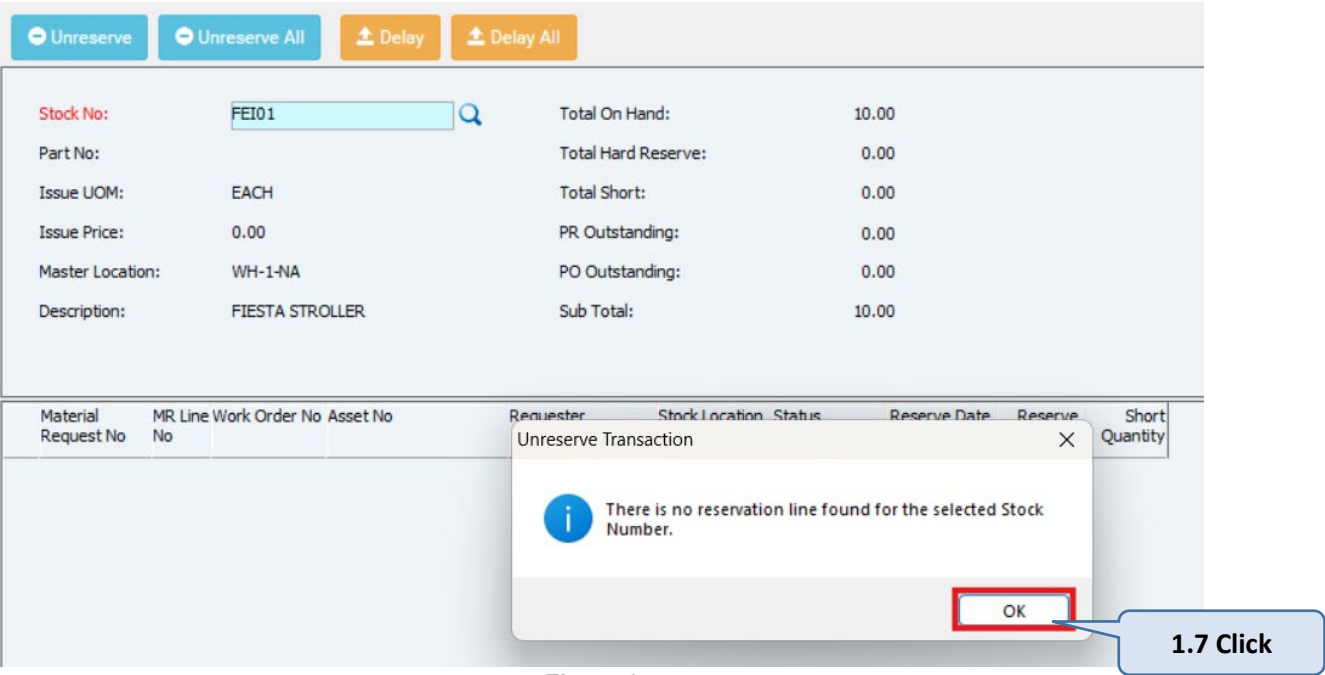 Unreserve Unreserve All Delay Delay All
Stock No: FEI01 Total On Hand: 10.00
Part No: Total Hard Reserve: 0.00
Issue UOM: EACH Total Short: 0.00
Issue Price: 0.00 PR Outstanding: 0.00
Master Location: WH-1-NA PO Outstanding: 0.00
Description: FIESTA STROLLER Sub Total: 10.00
Material MR Line Work Order No Asset No Requester Stock Location Status Reserve Date Reserve Short
Request No No Quantity
Unreserve Transaction
There is no reservation line found for the selected Stock
Number.
OK
1.7 Click